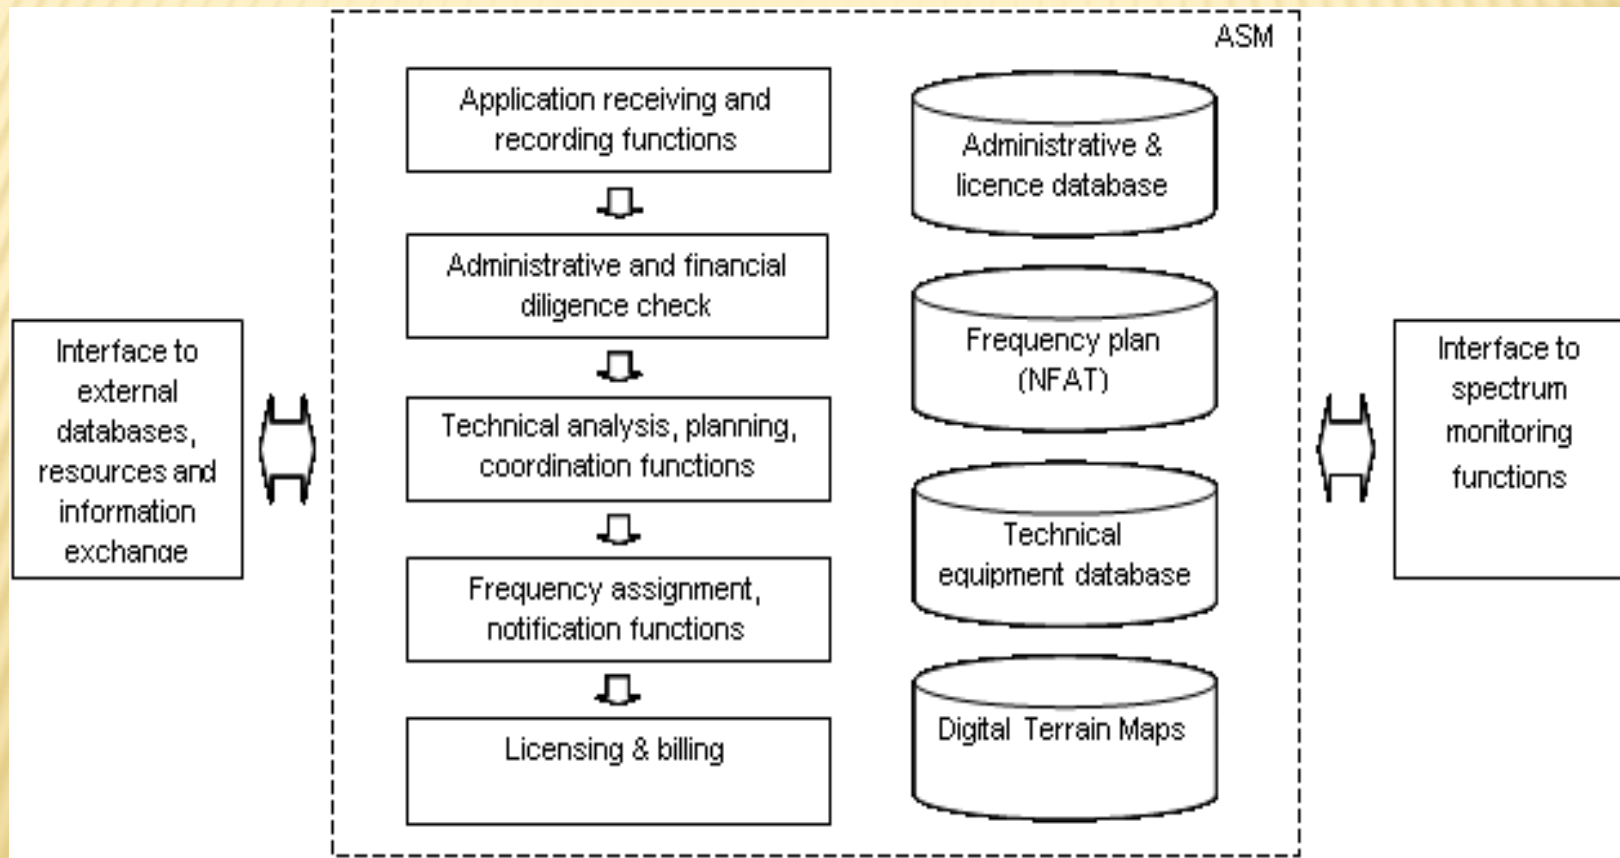 ASM
Application receiving and
recording functions
Administrative and financial
diligence check
Technical analysis, planning,
coordination functions
Frequency assignment,
notification functions
Licensing & billing
Administrative &
licence database
Frequency plan
(NFAT)
Technical
equipment database
Digital Terrain Maps
Interface to
external
databases,
resources and
information
exchange
Interface to
spectrum
monitoring
functions